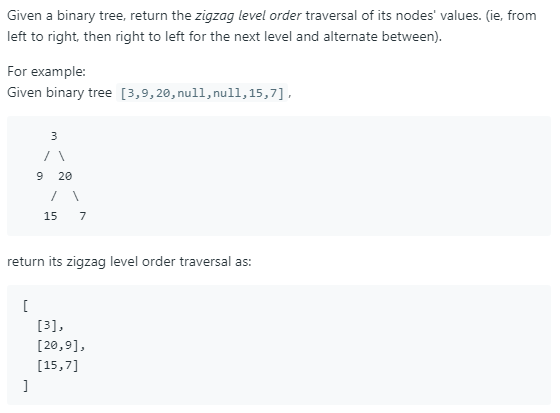 Given a binary tree, return the zigzag level order traversal of its nodes' values. (ie, from
left to right, then right to left for the next level and alternate between).
For example:
Given binary tree [3,9,20,null,null,15,7],
    3
   / \
  9  20
    /  \
   15   7
return its zigzag level order traversal as:
[
  [3],
  [20,9],
  [15,7]
]